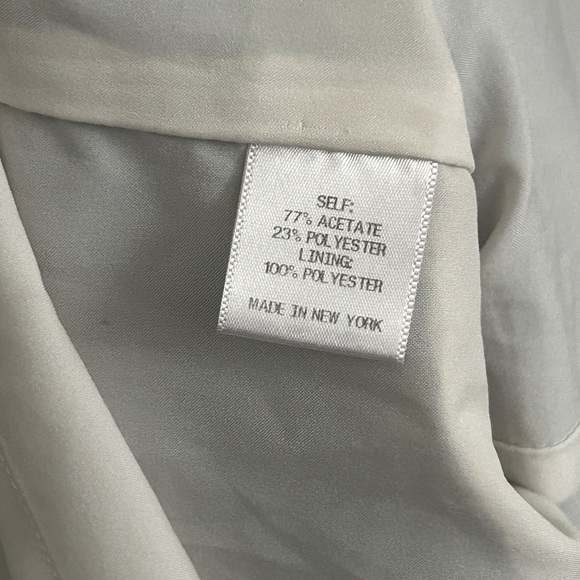 SELF:
77% ACETATE
23% POLYESTER
LINING:
100% POLYESTER
MADE IN NEW YORK